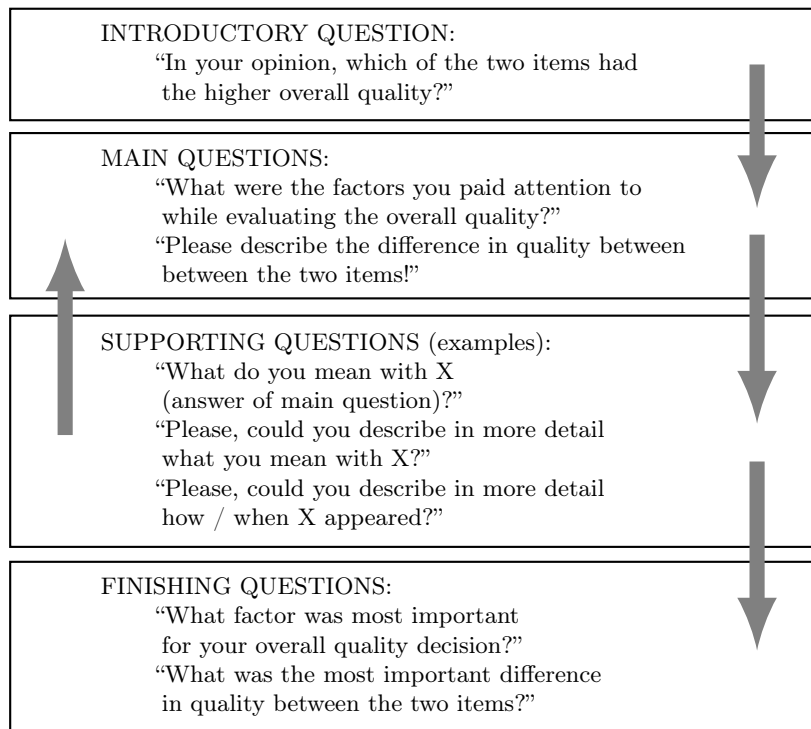 INTRODUCTORY QUESTION:
“In your opinion, which of the two items had
the higher overall quality?”
MAIN QUESTIONS:
“What were the factors you paid attention to
while evaluating the overall quality?”
“Please describe the difference in quality between
between the two items!”
SUPPORTING QUESTIONS (examples):
“What do you mean with X
(answer of main question)?”
“Please, could you describe in more detail
what you mean with X?”
“Please, could you describe in more detail
how / when X appeared?”
FINISHING QUESTIONS:
“What factor was most important
for your overall quality decision?”
“What was the most important difference
in quality between the two items?”